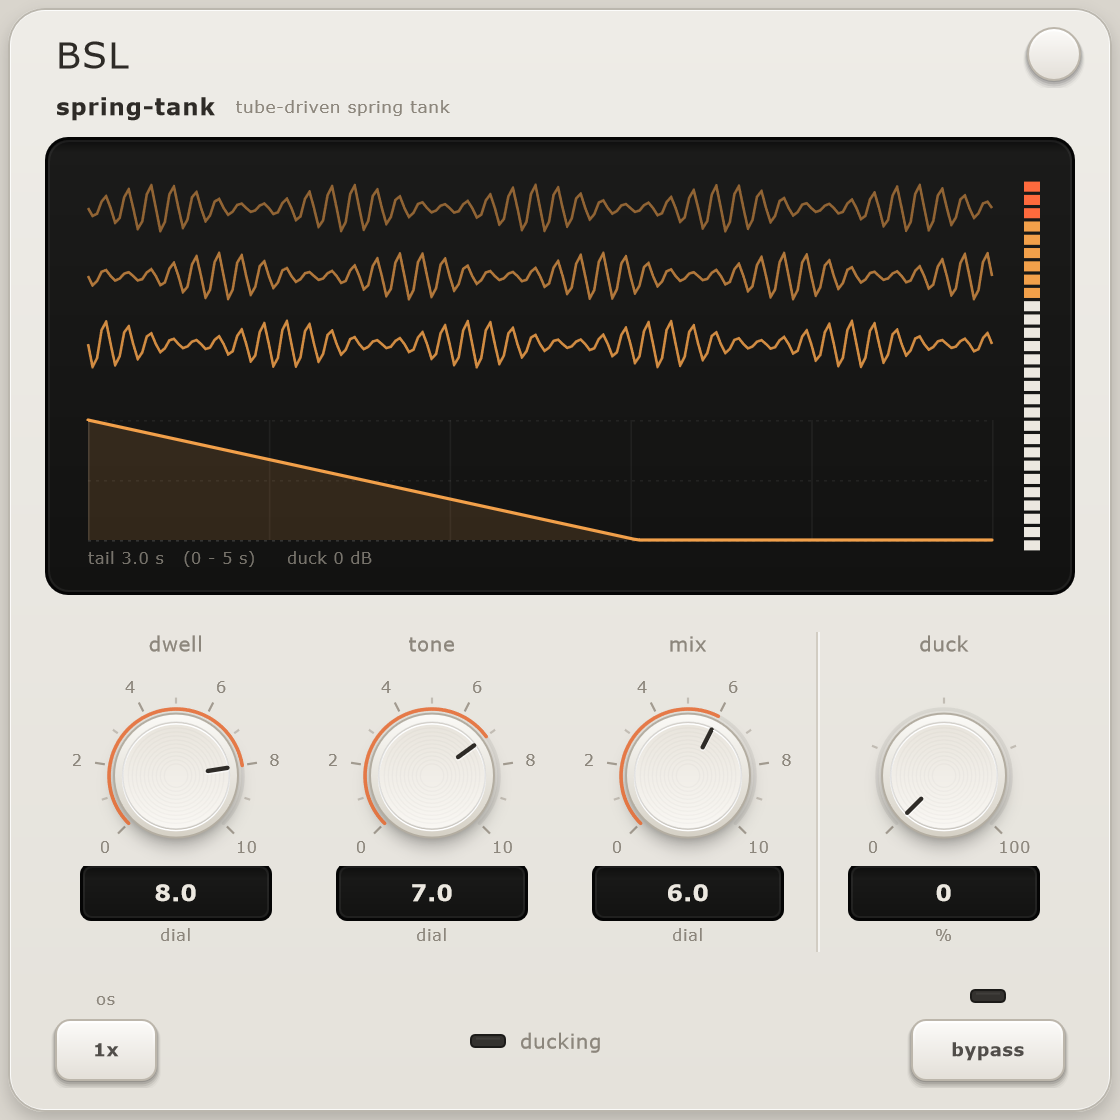 BSL
spring-tank tube-driven spring tank
tail 3.0 s (0 - 5 s) duck 0 dB
dwell tone mix duck
4 6 4 6 4 6
2 8 2 8 2 8
0 10 0 10 0 10 0 100
8.0 7.0 6.0 0
dial dial dial %
os
1x ducking bypass